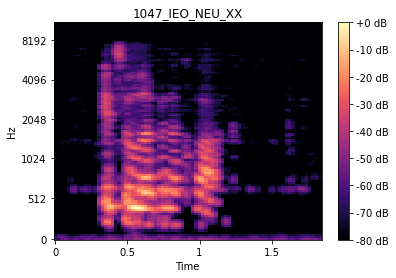 1047_IEO_NEU_XX
+0 dB
8192
-10 dB
4096
-20 dB
-30 dB
2048
-40 dB
Hz
1024
-50 dB
512
-60 dB
-70 dB
0
-80 dB
0 0.5 1 1.5
Time